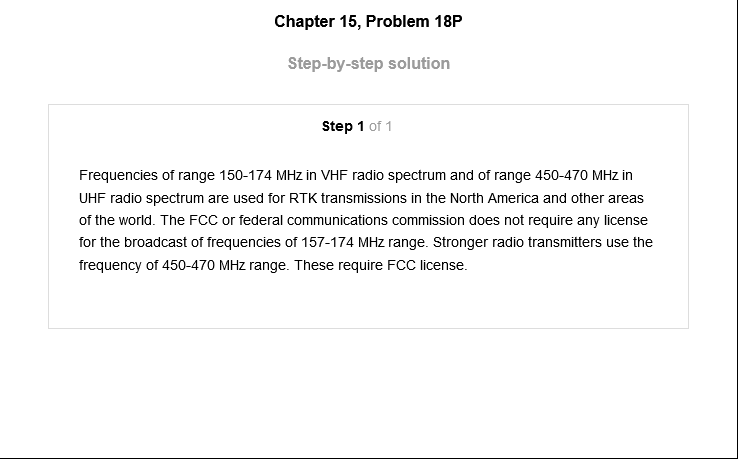 Chapter 15, Problem 18P
Step-by-step solution
Step 1 of 1
Frequencies of range 150-174 MHz in VHF radio spectrum and of range 450-470 MHz in
UHF radio spectrum are used for RTK transmissions in the North America and other areas
of the world. The FCC or federal communications commission does not require any license
for the broadcast of frequencies of 157-174 MHz range. Stronger radio transmitters use the
frequency of 450-470 MHz range. These require FCC license.